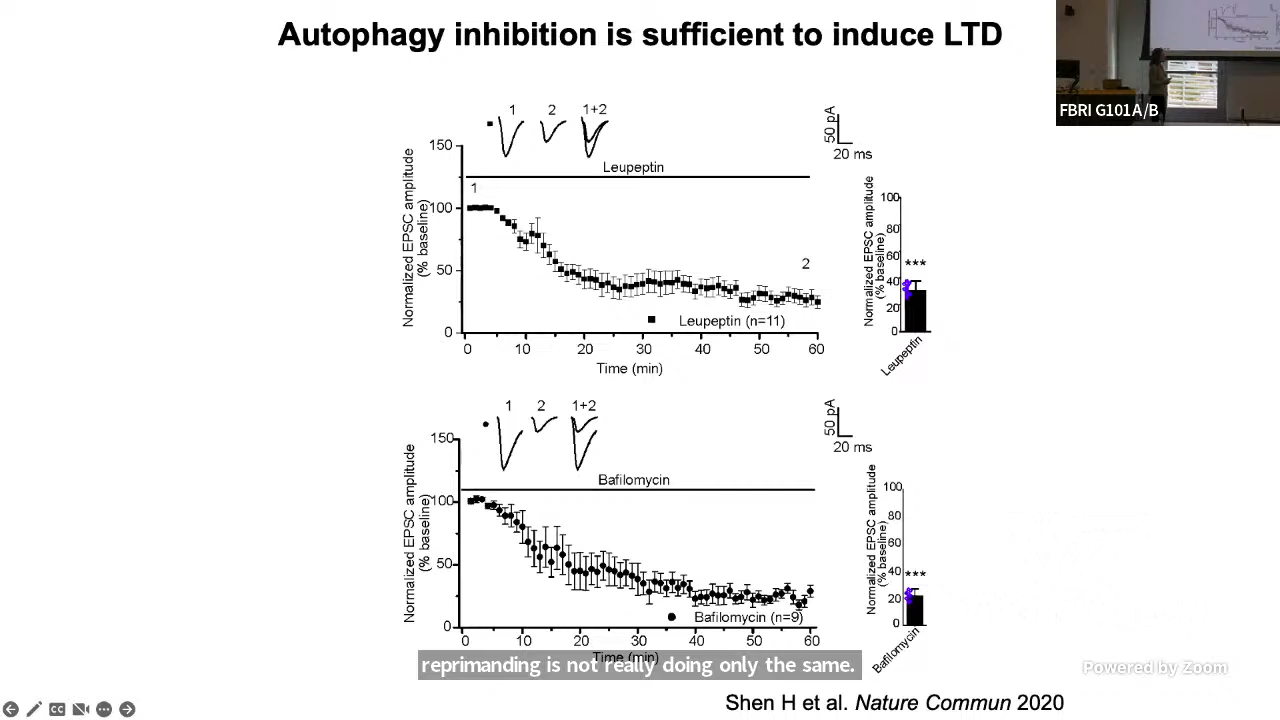 Autophagy inhibition is sufficient to induce LTD
FBRI G101A/B
1 2 1+2
50 pA
20 ms
Leupeptin
Normalized EPSC amplitude
(% baseline)
150
100
50
0
1
2
Leupeptin (n=11)
0 10 20 30 40 50 60
Time (min)
Normalized EPSC amplitude
(% baseline)
100
80
60
40
20
0
***
Leupeptin
1 2 1+2
50 pA
20 ms
Bafilomycin
Normalized EPSC amplitude
(% baseline)
150
100
50
0
Bafilomycin (n=9)
0 10 20 30 40 50 60
Time (min)
Normalized EPSC amplitude
(% baseline)
100
80
60
40
20
0
***
Bafilomycin
reprimanding is not really doing only the same.
Powered by Zoom
Shen H et al. Nature Commun 2020
CC